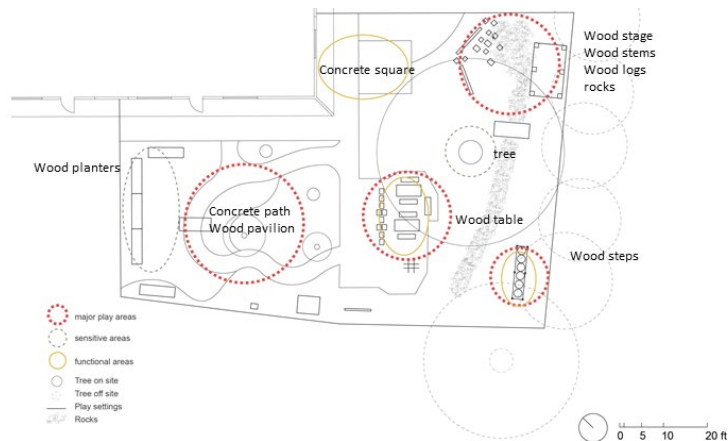 Wood stage
Wood stems
Wood logs
rocks
Concrete square
tree
Wood planters
Concrete path
Wood pavilion
Wood table
Wood steps
major play areas
sensitive areas
functional areas
Tree on site
Tree off site
Play settings
Rocks
0 5 10 20 ft